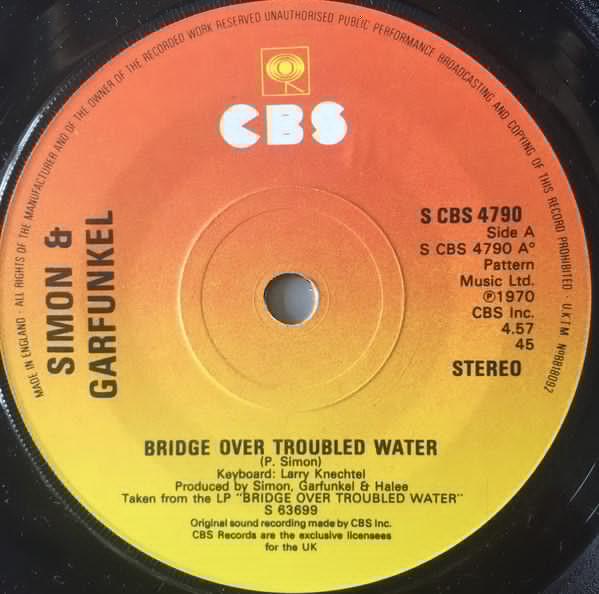 MADE IN ENGLAND · ALL RIGHTS OF THE MANUFACTURER AND OF THE OWNER OF THE RECORDED WORK RESERVED UNAUTHORISED PUBLIC PERFORMANCE BROADCASTING AND COPYING OF THIS RECORD PROHIBITED · U.K.T.M. No 8818092
CBS
SIMON &
GARFUNKEL
S CBS 4790
Side A
S CBS 4790 A°
Pattern
Music Ltd.
℗1970
CBS Inc.
4.57
45
STEREO
BRIDGE OVER TROUBLED WATER
(P. Simon)
Keyboard: Larry Knechtel
Produced by Simon, Garfunkel & Halee
Taken from the LP "BRIDGE OVER TROUBLED WATER"
S 63699
Original sound recording made by CBS Inc.
CBS Records are the exclusive licensees
for the UK